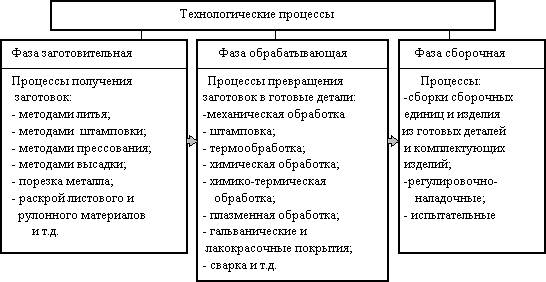 Технологические процессы
Фаза заготовительная
Процессы получения
заготовок:
- методами литья;
- методами штамповки;
- методами прессования;
- методами высадки;
- порезка металла;
- раскрой листового и
рулонного материалов
и т.д.
Фаза обрабатывающая
Процессы превращения
заготовок в готовые детали:
-механическая обработка
- штамповка;
- термообработка;
- химическая обработка;
- химико-термическая
обработка;
- плазменная обработка;
- гальванические и
лакокрасочные покрытия;
- сварка и т.д.
Фаза сборочная
Процессы:
-сборки сборочных
единиц и изделия
из готовых деталей
и комплектующих
изделий;
-регулировочно-
наладочные;
- испытательные